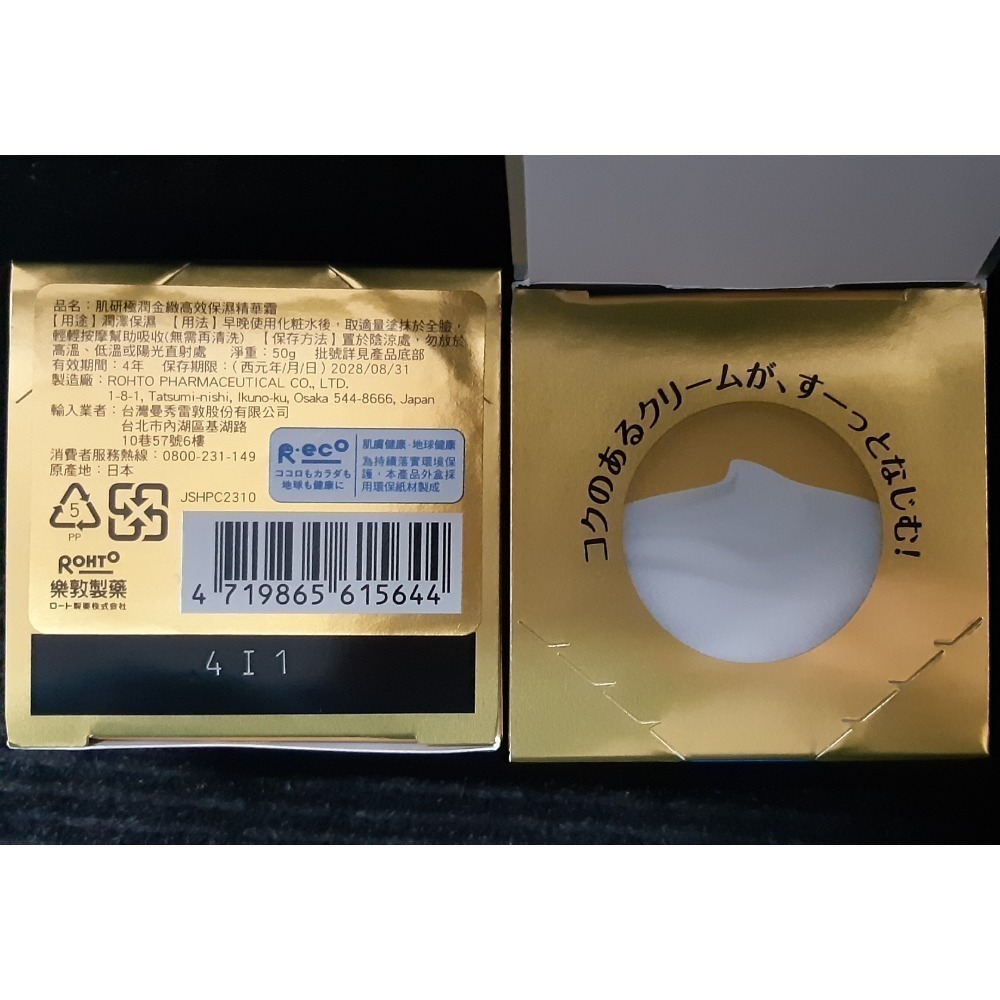 品名：肌研極潤金緻高效保濕精華霜
【用途】潤澤保濕 【用法】早晚使用化粧水後，取適量塗抹於全臉，
輕輕按摩幫助吸收(無需再清洗) 【保存方法】置於陰涼處，勿放於
高溫、低溫或陽光直射處 淨重：50g 批號詳見產品底部
有效期間：4年 保存期限：(西元年/月/日) 2028/08/31
製造廠：ROHTO PHARMACEUTICAL CO., LTD.
1-8-1, Tatsumi-nishi, Ikuno-ku, Osaka 544-8666, Japan
輸入業者：台灣曼秀雷敦股份有限公司
台北市內湖區基湖路
10巷57號6樓
消費者服務熱線：0800-231-149
原產地：日本
R·eco
ココロもカラダも
地球も健康に
肌膚健康·地球健康
為持續落實環境保
護，本產品外盒採
用環保紙材製成
5
PP
JSHPC2310
ROHTO
樂敦製藥
ロート製薬株式会社
4 719865 615644
4I1
コクのあるクリームが、すーっとなじむ!